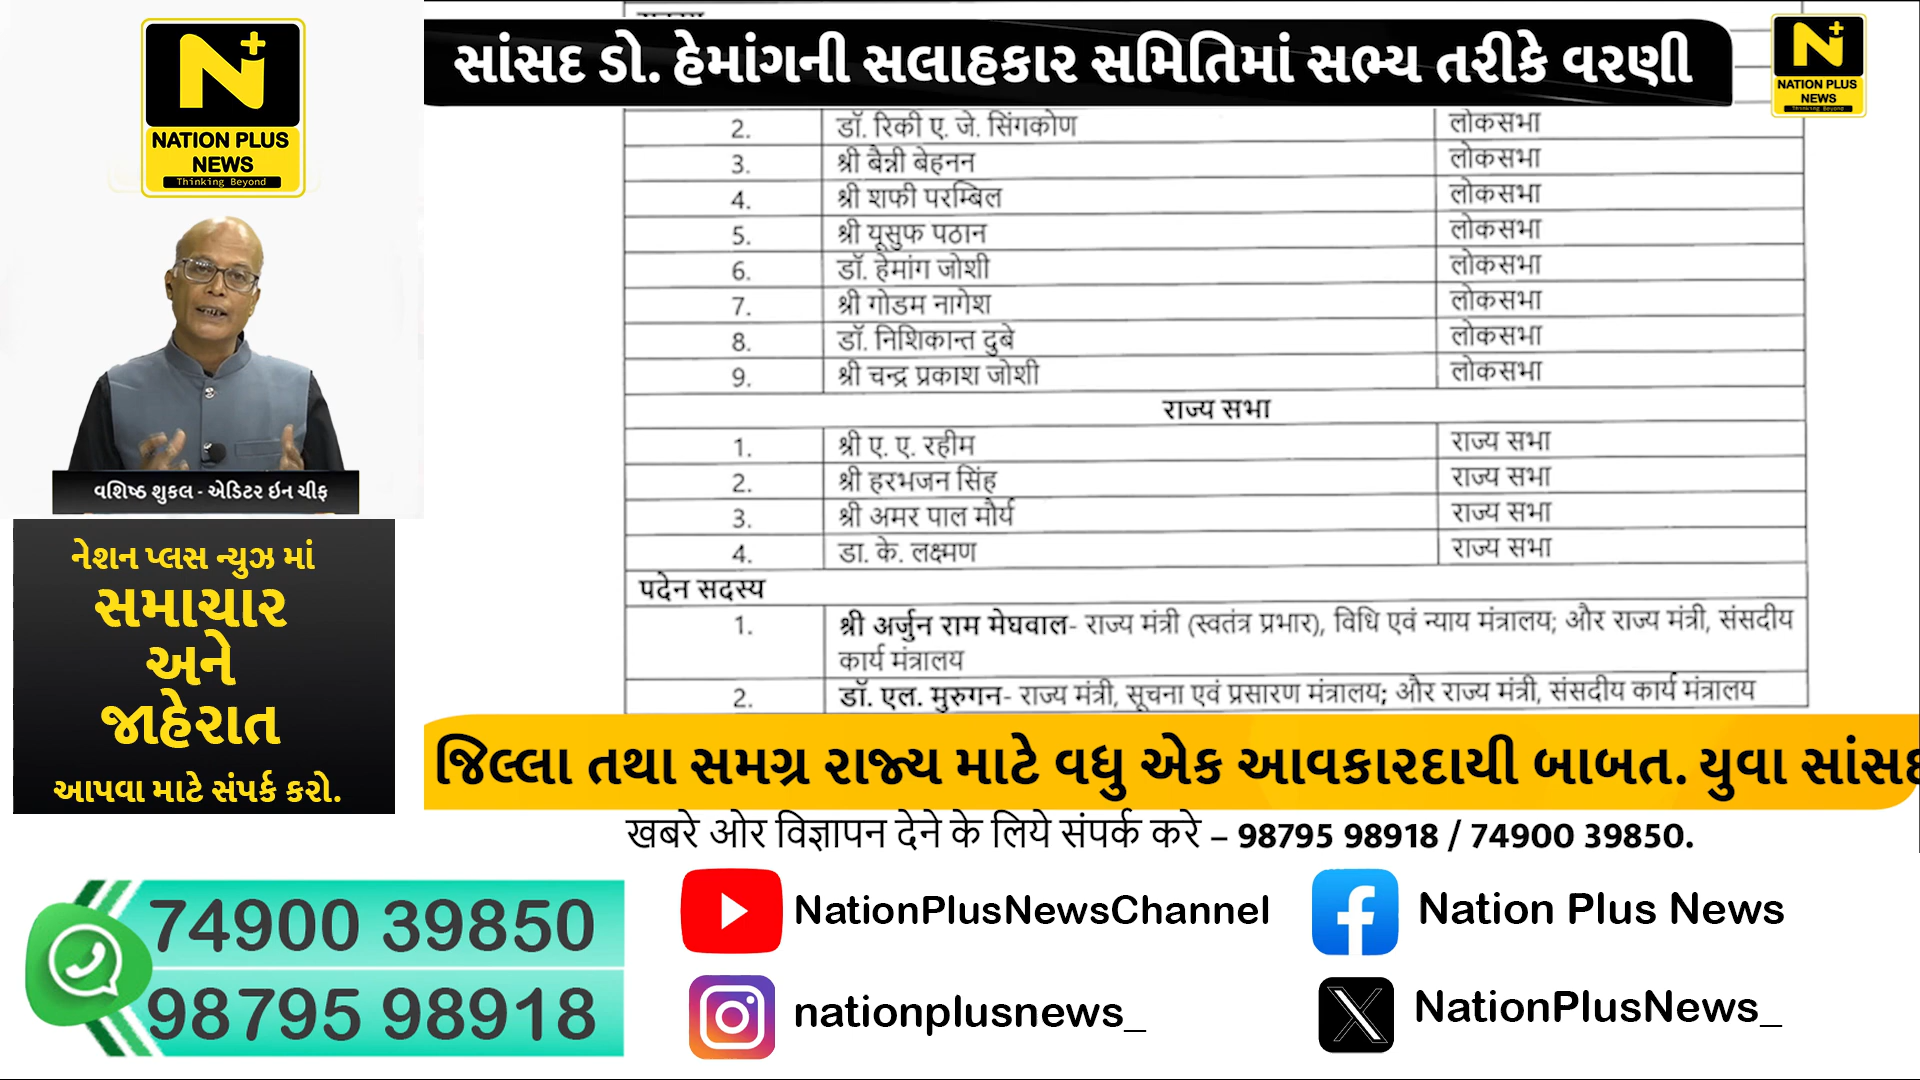 સાંસદ ડો. હેમાંગની સલાહકાર સમિતિમાં સભ્ય તરીકે વરણી
N+
NATION PLUS
NEWS
Thinking Beyond
N+
NATION PLUS
NEWS
Thinking Beyond
2. डॉ. रिकी ए. जे. सिंगकोण लोकसभा
3. श्री बैन्नी बेहनन लोकसभा
4. श्री शफी परम्बिल लोकसभा
5. श्री यूसुफ पठान लोकसभा
6. डॉ. हेमांग जोशी लोकसभा
7. श्री गोडम नागेश लोकसभा
8. डॉ. निशिकान्त दुबे लोकसभा
9. श्री चन्द्र प्रकाश जोशी लोकसभा
राज्य सभा
1. श्री ए. ए. रहीम राज्य सभा
2. श्री हरभजन सिंह राज्य सभा
3. श्री अमर पाल मौर्य राज्य सभा
4. डा. के. लक्ष्मण राज्य सभा
पदेन सदस्य
1. श्री अर्जुन राम मेघवाल- राज्य मंत्री (स्वतंत्र प्रभार), विधि एवं न्याय मंत्रालय; और राज्य मंत्री, संसदीय
कार्य मंत्रालय
2. डॉ. एल. मुरुगन- राज्य मंत्री, सूचना एवं प्रसारण मंत्रालय; और राज्य मंत्री, संसदीय कार्य मंत्रालय
વશિષ્ઠ શુકલ - એડિટર ઇન ચીફ
નેશન પ્લસ ન્યુઝ માં
સમાચાર
અને
જાહેરાત
આપવા માટે સંપર્ક કરો.
જિલ્લા તથા સમગ્ર રાજ્ય માટે વધુ એક આવકારદાયી બાબત. યુવા સાંસદ
खबरे ओर विज्ञापन देने के लिये संपर्क करे – 98795 98918 / 74900 39850.
74900 39850
98795 98918
NationPlusNewsChannel
Nation Plus News
nationplusnews_
NationPlusNews_